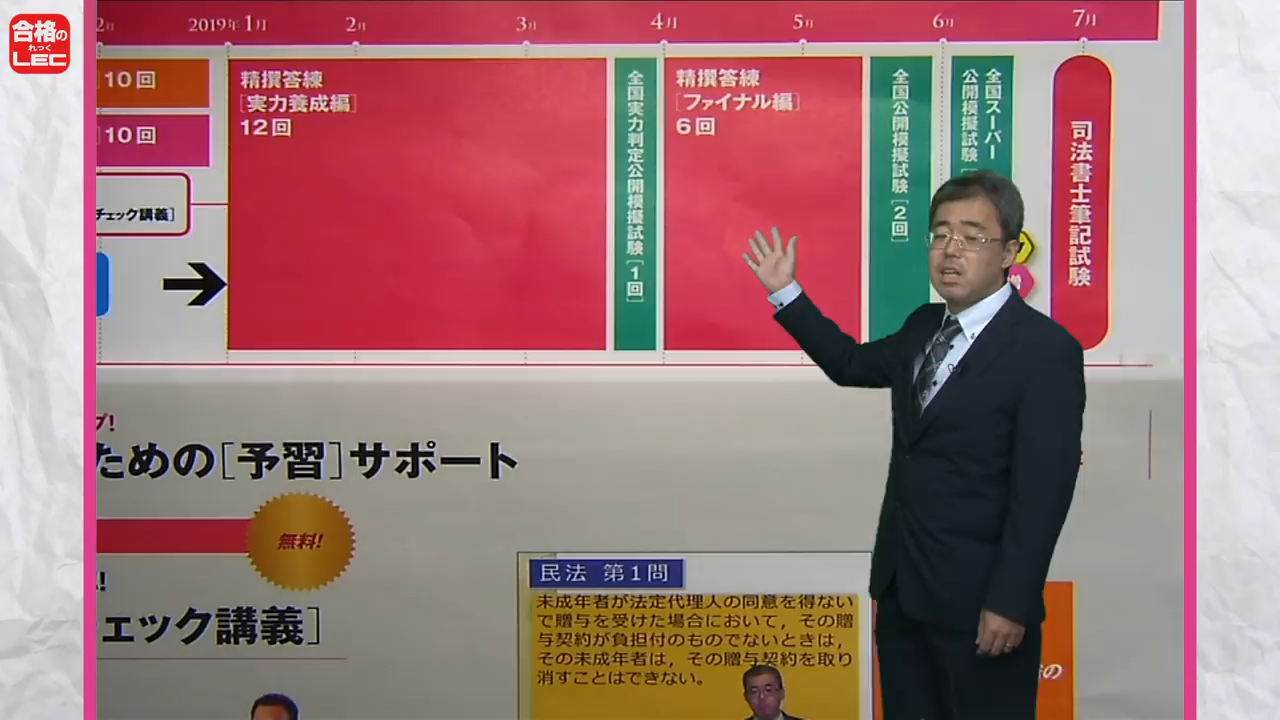 合格の
れっく
LEC
2月
2019年1月
2月
3月
4月
5月
6月
7月
10回
10回
チェック講義］
精撰答練
［実力養成編］
12回
全国実力判定公開模擬試験［1回］
精撰答練
［ファイナル編］
6回
全国公開模擬試験［2回］
全国スーパー
公開模擬試験
司法書士筆記試験
プ!
ための［予習］サポート
無料!
ェック講義］
民法 第1問
未成年者が法定代理人の同意を得ない
で贈与を受けた場合において，その贈
与契約が負担付のものでないときは，
その未成年者は，その贈与契約を取り
消すことはできない。
の